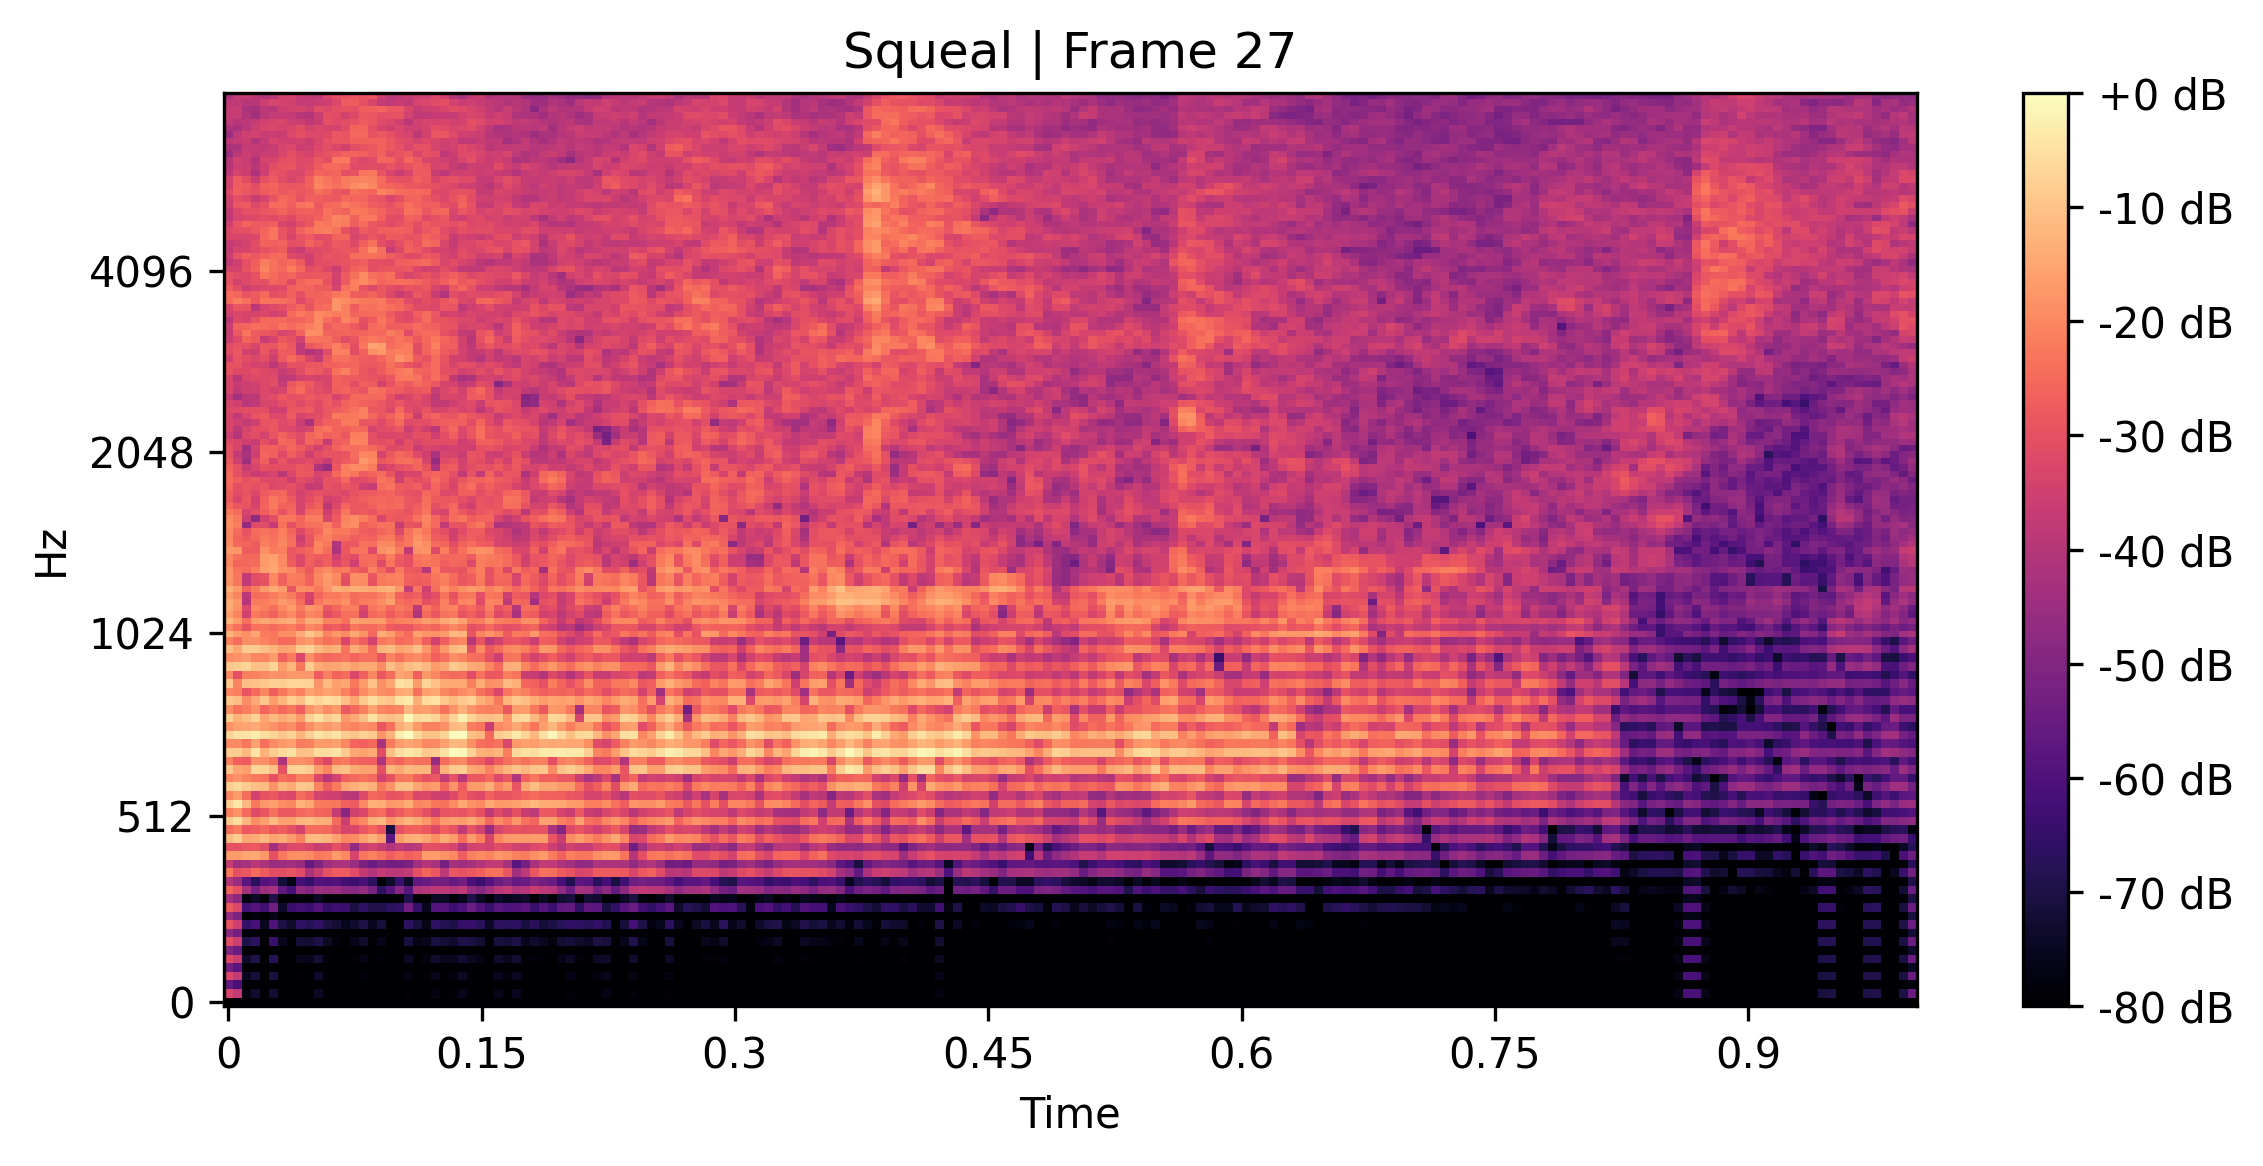 Squeal | Frame 27
+0 dB
-10 dB
-20 dB
-30 dB
-40 dB
-50 dB
-60 dB
-70 dB
-80 dB
Hz
4096
2048
1024
512
0
0 0.15 0.3 0.45 0.6 0.75 0.9
Time